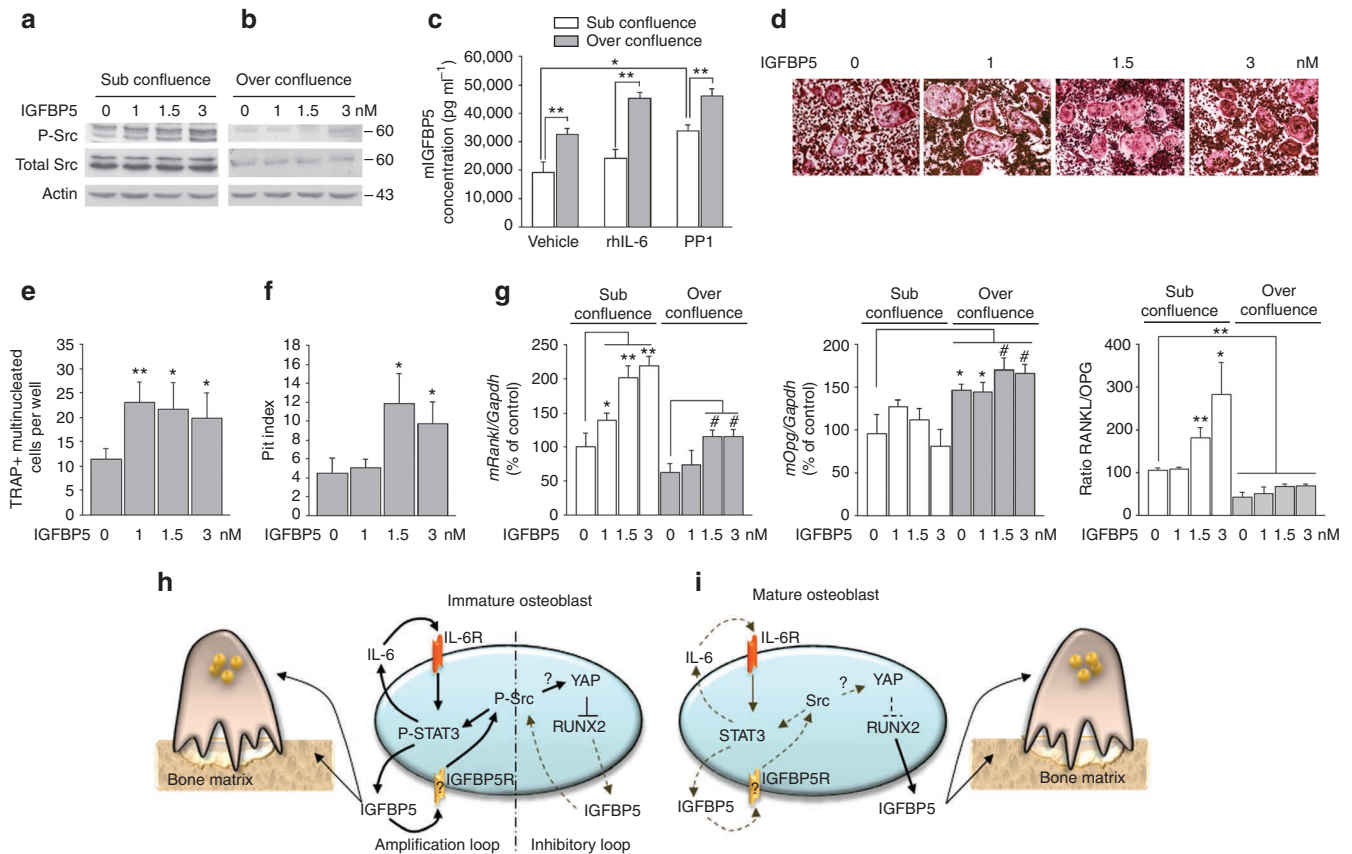 a
Sub confluence
IGFBP5 0 1 1.5 3
P-Src
Total Src
Actin
b
Over confluence
0 1 1.5 3 nM
60
60
43
c
Sub confluence
Over confluence
mIGFBP5
concentration (pg ml⁻¹)
60,000
50,000
40,000
30,000
20,000
10,000
0
*
** ** **
Vehicle rhIL-6 PP1
d
IGFBP5 0 1 1.5 3 nM
e
TRAP+ multinucleated
cells per well
35
30
25
20
15
10
5
0
** * *
IGFBP5 0 1 1.5 3 nM
f
Pit index
18
16
14
12
10
8
6
4
2
0
* *
0 1 1.5 3 nM
g
Sub
confluence
Over
confluence
mRankl/Gapdh
(% of control)
250
200
150
100
50
0
* ** ** # #
IGFBP5 0 1 1.5 3 0 1 1.5 3 nM
Sub
confluence
Over
confluence
mOpg/Gapdh
(% of control)
200
150
100
50
0
* * # #
IGFBP5 0 1 1.5 3 0 1 1.5 3 nM
Sub
confluence
Over
confluence
Ratio RANKL/OPG
400
300
200
100
0
** * **
IGFBP5 0 1 1.5 3 0 1 1.5 3 nM
h
Immature osteoblast
IL-6R
IL-6
P-STAT3
P-Src
?
YAP
RUNX2
IGFBP5R
?
IGFBP5
IGFBP5
Bone matrix
Amplification loop
Inhibitory loop
i
Mature osteoblast
IL-6R
IL-6
STAT3
Src
?
YAP
RUNX2
IGFBP5R
?
IGFBP5
IGFBP5
Bone matrix